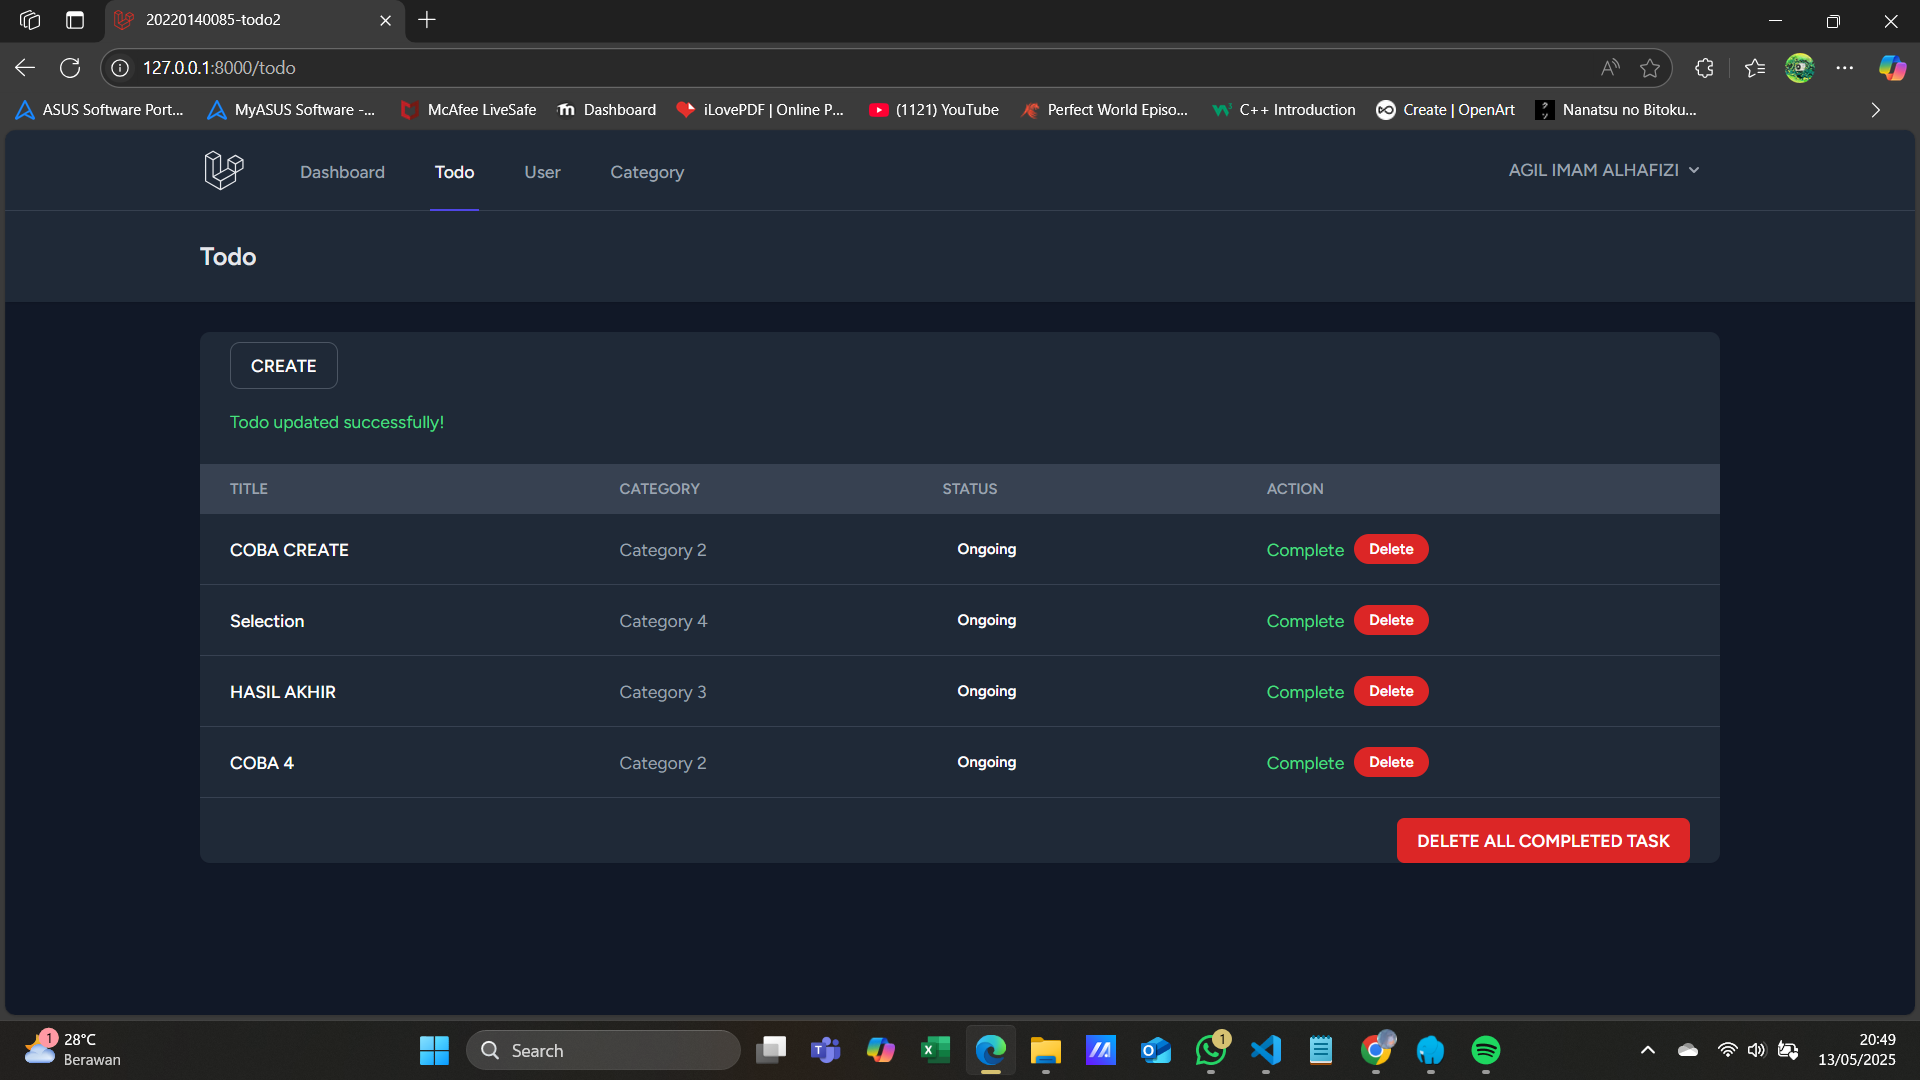 20220140085-todo2
127.0.0.1:8000/todo
ASUS Software Port...
MyASUS Software -...
McAfee LiveSafe
Dashboard
iLovePDF | Online P...
(1121) YouTube
Perfect World Episo...
C++ Introduction
Create | OpenArt
Nanatsu no Bitoku...
Dashboard
Todo
User
Category
AGIL IMAM ALHAFIZI
Todo
CREATE
Todo updated successfully!
TITLE CATEGORY STATUS ACTION
COBA CREATE Category 2 Ongoing Complete Delete
Selection Category 4 Ongoing Complete Delete
HASIL AKHIR Category 3 Ongoing Complete Delete
COBA 4 Category 2 Ongoing Complete Delete
DELETE ALL COMPLETED TASK
1
28°C
Berawan
Search
1
20:49
13/05/2025